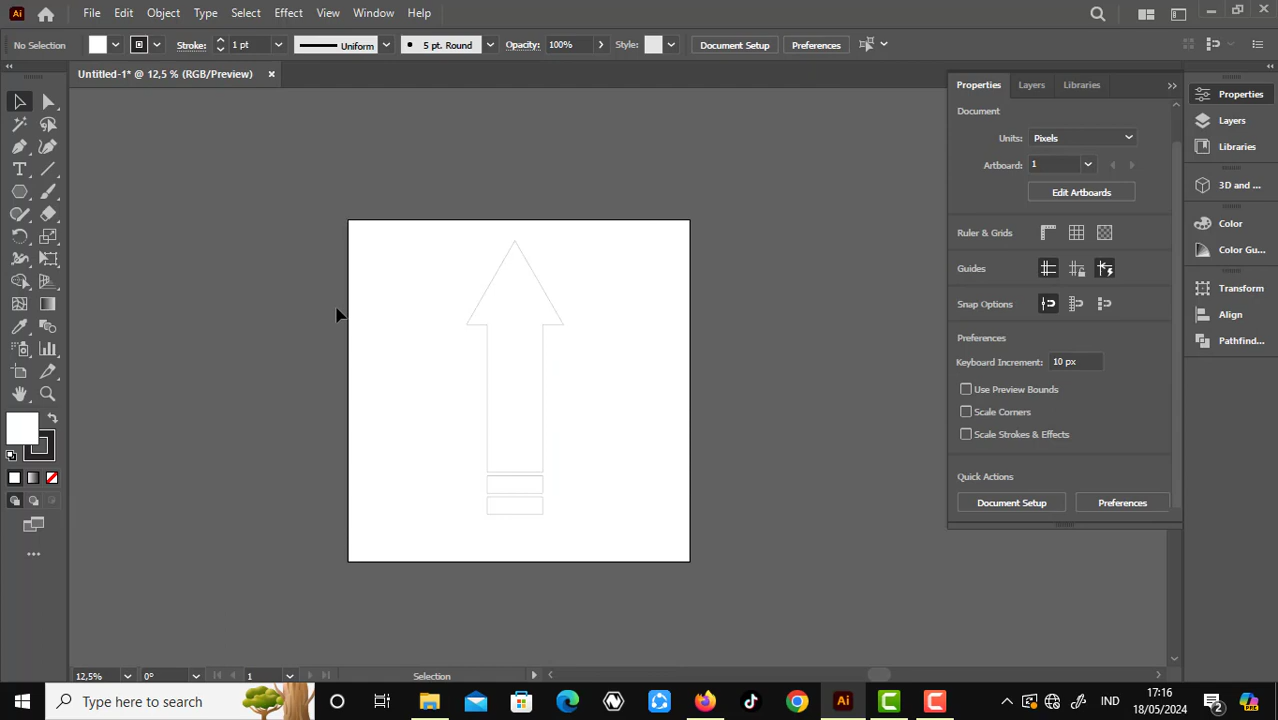 Ai File Edit Object Type Select Effect View Window Help
No Selection Stroke: 1 pt Uniform 5 pt. Round Opacity: 100% Style: Document Setup Preferences
Untitled-1* @ 12,5 % (RGB/Preview)
Properties Layers Libraries
Document
Units: Pixels
Artboard: 1
Edit Artboards
Ruler & Grids
Guides
Snap Options
Preferences
Keyboard Increment: 10 px
Use Preview Bounds
Scale Corners
Scale Strokes & Effects
Quick Actions
Document Setup Preferences
Properties
Layers
Libraries
3D and ...
Color
Color Gu...
Transform
Align
Pathfind...
12,5% 0° 1 Selection
Type here to search
Ai
IND
17:16
18/05/2024
2
PRE